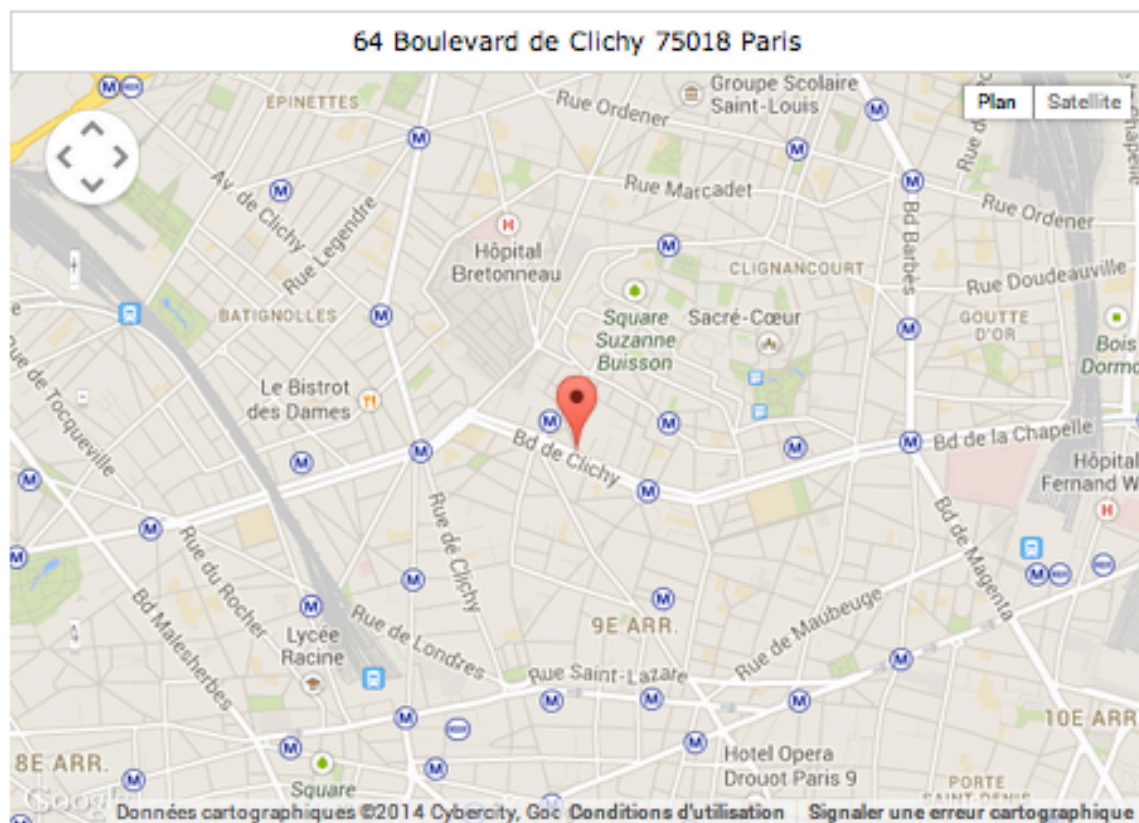 64 Boulevard de Clichy 75018 Paris
Groupe Scolaire
Saint-Louis
Plan
Satellite
ÉPINETTES
Rue Ordener
Av. de Clichy
Rue Legendre
Rue Marcadet
Rue Ordener
Bd Barbès
Hôpital
Bretonneau
CLIGNANCOURT
Rue Doudeauville
BATIGNOLLES
Square
Suzanne
Buisson
Sacré-Cœur
GOUTTE
D'OR
Bois
Dormo
Rue de Tocqueville
Le Bistrot
des Dames
Bd de Clichy
Bd de la Chapelle
Hôpital
Fernand W
Rue de Clichy
Bd de Magenta
Rue du Rocher
Bd Malesherbes
Lycée
Racine
Rue de Londres
9E ARR.
Rue de Maubeuge
Rue Saint-Lazare
10E ARR
8E ARR.
Square
Hotel Opera
Drouot Paris 9
PORTE
SAINT-DENIS
Google
Données cartographiques ©2014 Cybercity, Goo
Conditions d'utilisation
Signaler une erreur cartographique